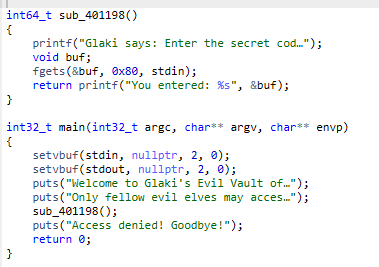 int64_t sub_401198()
{
printf("Glaki says: Enter the secret cod…");
void buf;
fgets(&buf, 0x80, stdin);
return printf("You entered: %s", &buf);
}
int32_t main(int32_t argc, char** argv, char** envp)
{
setvbuf(stdin, nullptr, 2, 0);
setvbuf(stdout, nullptr, 2, 0);
puts("Welcome to Glaki's Evil Vault of…");
puts("Only fellow evil elves may acces…");
sub_401198();
puts("Access denied! Goodbye!");
return 0;
}